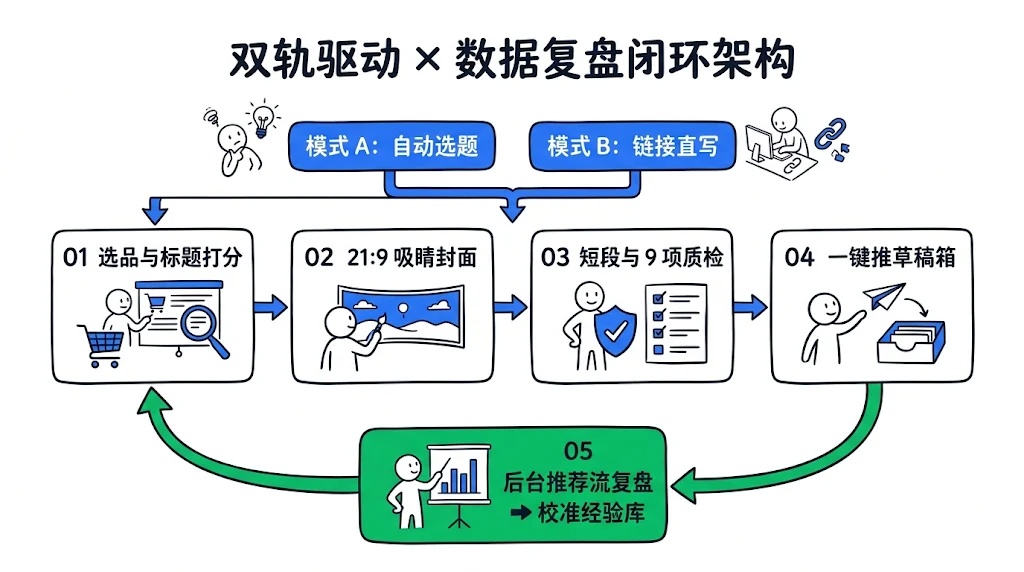 双轨驱动 × 数据复盘闭环架构
模式 A：自动选题
模式 B：链接直写
01 选品与标题打分
02 21:9 吸睛封面
03 短段与 9 项质检
04 一键推草稿箱
05
后台推荐流复盘
➡ 校准经验库